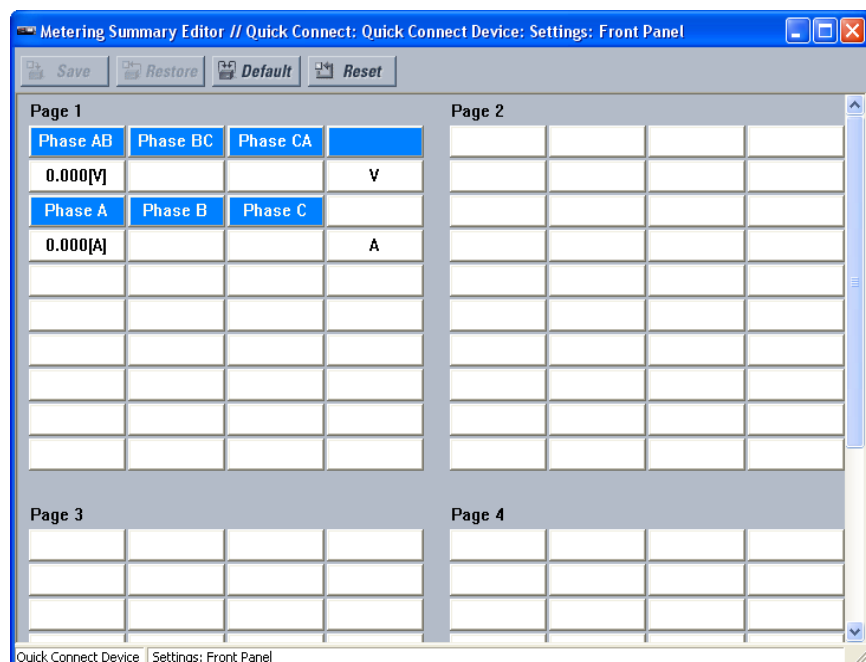 Metering Summary Editor // Quick Connect: Quick Connect Device: Settings: Front Panel
Save Restore Default Reset
Page 1 Page 2
Phase AB Phase BC Phase CA
0.000[V] V
Phase A Phase B Phase C
0.000[A] A
Page 3 Page 4
Quick Connect Device Settings: Front Panel